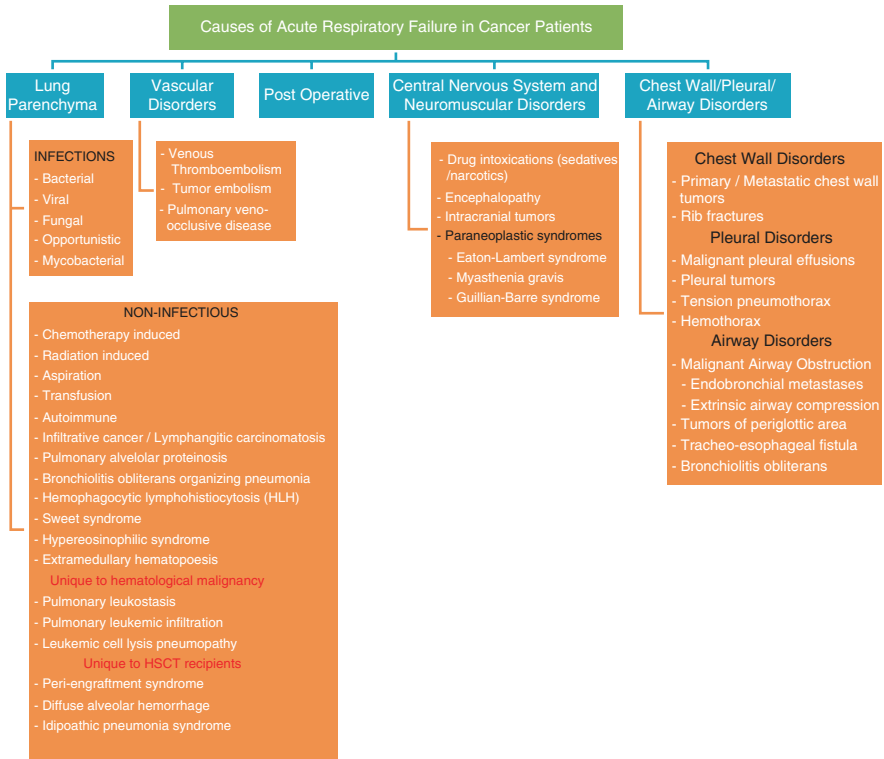 Causes of Acute Respiratory Failure in Cancer Patients
Lung
Parenchyma
Vascular
Disorders
Post Operative
Central Nervous System and
Neuromuscular Disorders
Chest Wall/Pleural/
Airway Disorders
INFECTIONS
- Bacterial
- Viral
- Fungal
- Opportunistic
- Mycobacterial
NON-INFECTIOUS
- Chemotherapy induced
- Radiation induced
- Aspiration
- Transfusion
- Autoimmune
- Infiltrative cancer / Lymphangitic carcinomatosis
- Pulmonary alvelolar proteinosis
- Bronchiolitis obliterans organizing pneumonia
- Hemophagocytic lymphohistiocytosis (HLH)
- Sweet syndrome
- Hypereosinophilic syndrome
- Extramedullary hematopoesis
Unique to hematological malignancy
- Pulmonary leukostasis
- Pulmonary leukemic infiltration
- Leukemic cell lysis pneumopathy
Unique to HSCT recipients
- Peri-engraftment syndrome
- Diffuse alveolar hemorrhage
- Idipoathic pneumonia syndrome
- Venous
Thromboembolism
- Tumor embolism
- Pulmonary veno-
occlusive disease
- Drug intoxications (sedatives
/narcotics)
- Encephalopathy
- Intracranial tumors
- Paraneoplastic syndromes
- Eaton-Lambert syndrome
- Myasthenia gravis
- Guillian-Barre syndrome
Chest Wall Disorders
- Primary / Metastatic chest wall
tumors
- Rib fractures
Pleural Disorders
- Malignant pleural effusions
- Pleural tumors
- Tension pneumothorax
- Hemothorax
Airway Disorders
- Malignant Airway Obstruction
- Endobronchial metastases
- Extrinsic airway compression
- Tumors of periglottic area
- Tracheo-esophageal fistula
- Bronchiolitis obliterans